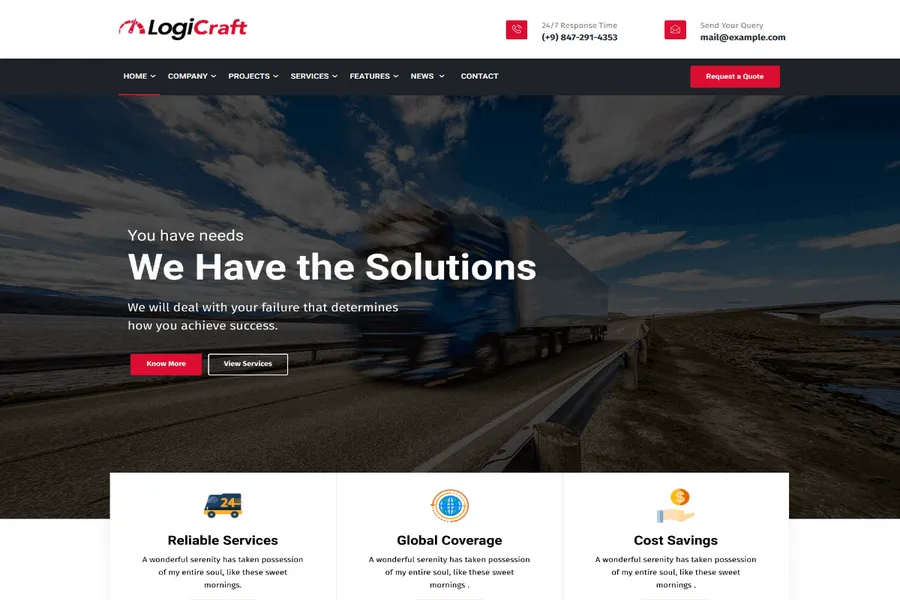 LogiCraft
24/7 Response Time
(+9) 847-291-4353
Send Your Query
mail@example.com
HOME COMPANY PROJECTS SERVICES FEATURES NEWS CONTACT
Request a Quote
You have needs
We Have the Solutions
We will deal with your failure that determines
how you achieve success.
Know More
View Services
24
Reliable Services
A wonderful serenity has taken possession
of my entire soul, like these sweet
mornings.
Global Coverage
A wonderful serenity has taken possession
of my entire soul, like these sweet
mornings .
$
Cost Savings
A wonderful serenity has taken possession
of my entire soul, like these sweet
mornings .